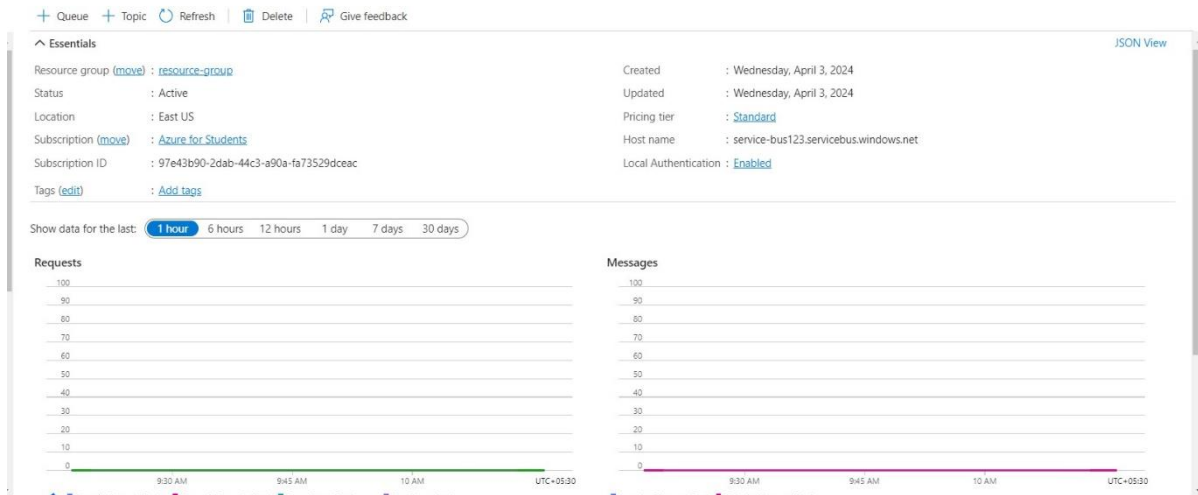 + Queue + Topic Refresh Delete Give feedback
Essentials JSON View
Resource group (move) : resource-group
Status : Active
Location : East US
Subscription (move) : Azure for Students
Subscription ID : 97e43b90-2dab-44c3-a90a-fa73529dceac
Tags (edit) : Add tags
Created : Wednesday, April 3, 2024
Updated : Wednesday, April 3, 2024
Pricing tier : Standard
Host name : service-bus123.servicebus.windows.net
Local Authentication : Enabled
Show data for the last: 1 hour 6 hours 12 hours 1 day 7 days 30 days
Requests
100
90
80
70
60
50
40
30
20
10
0
9:30 AM 9:45 AM 10 AM UTC+05:30
Messages
100
90
80
70
60
50
40
30
20
10
0
9:30 AM 9:45 AM 10 AM UTC+05:30